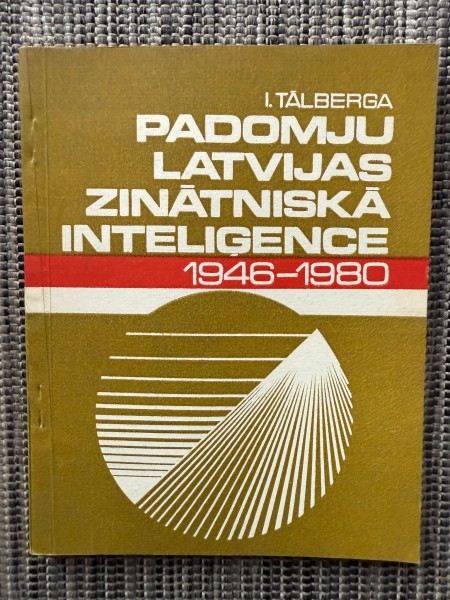 I. TĀLBERGA
PADOMJU
LATVIJAS
ZINĀTNISKĀ
INTELIĢENCE
1946–1980